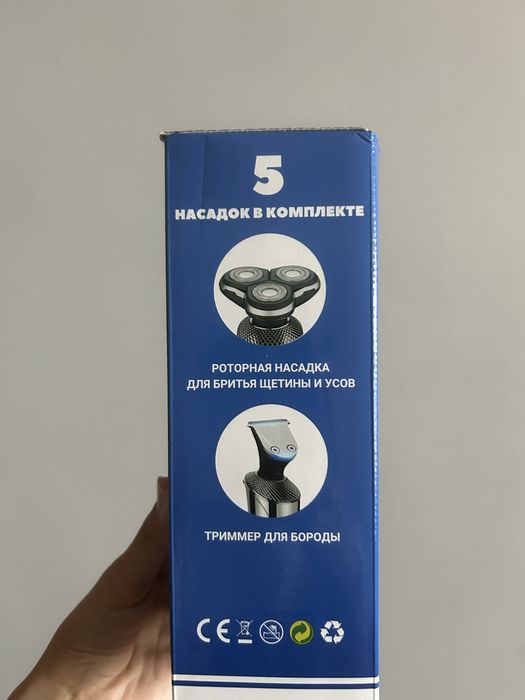 5
НАСАДОК В КОМПЛЕКТЕ
РОТОРНАЯ НАСАДКА
ДЛЯ БРИТЬЯ ЩЕТИНЫ И УСОВ
ТРИММЕР ДЛЯ БОРОДЫ
CE